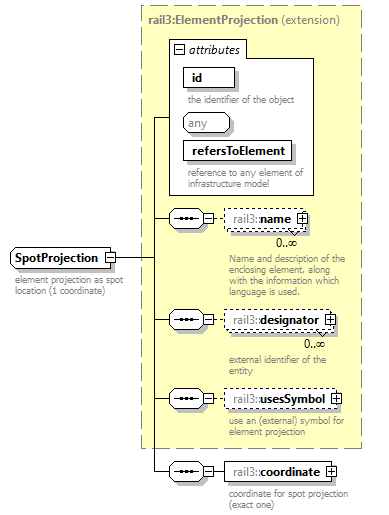 rail3:ElementProjection (extension)
attributes
id
the identifier of the object
any
refersToElement
reference to any element of
infrastructure model
rail3::name
0..∞
Name and description of the
enclosing element, along
with the information which
language is used.
SpotProjection
element projection as spot
location (1 coordinate)
rail3::designator
0..∞
external identifier of the
entity
rail3::usesSymbol
use an (external) symbol for
element projection
rail3::coordinate
coordinate for spot projection
(exact one)